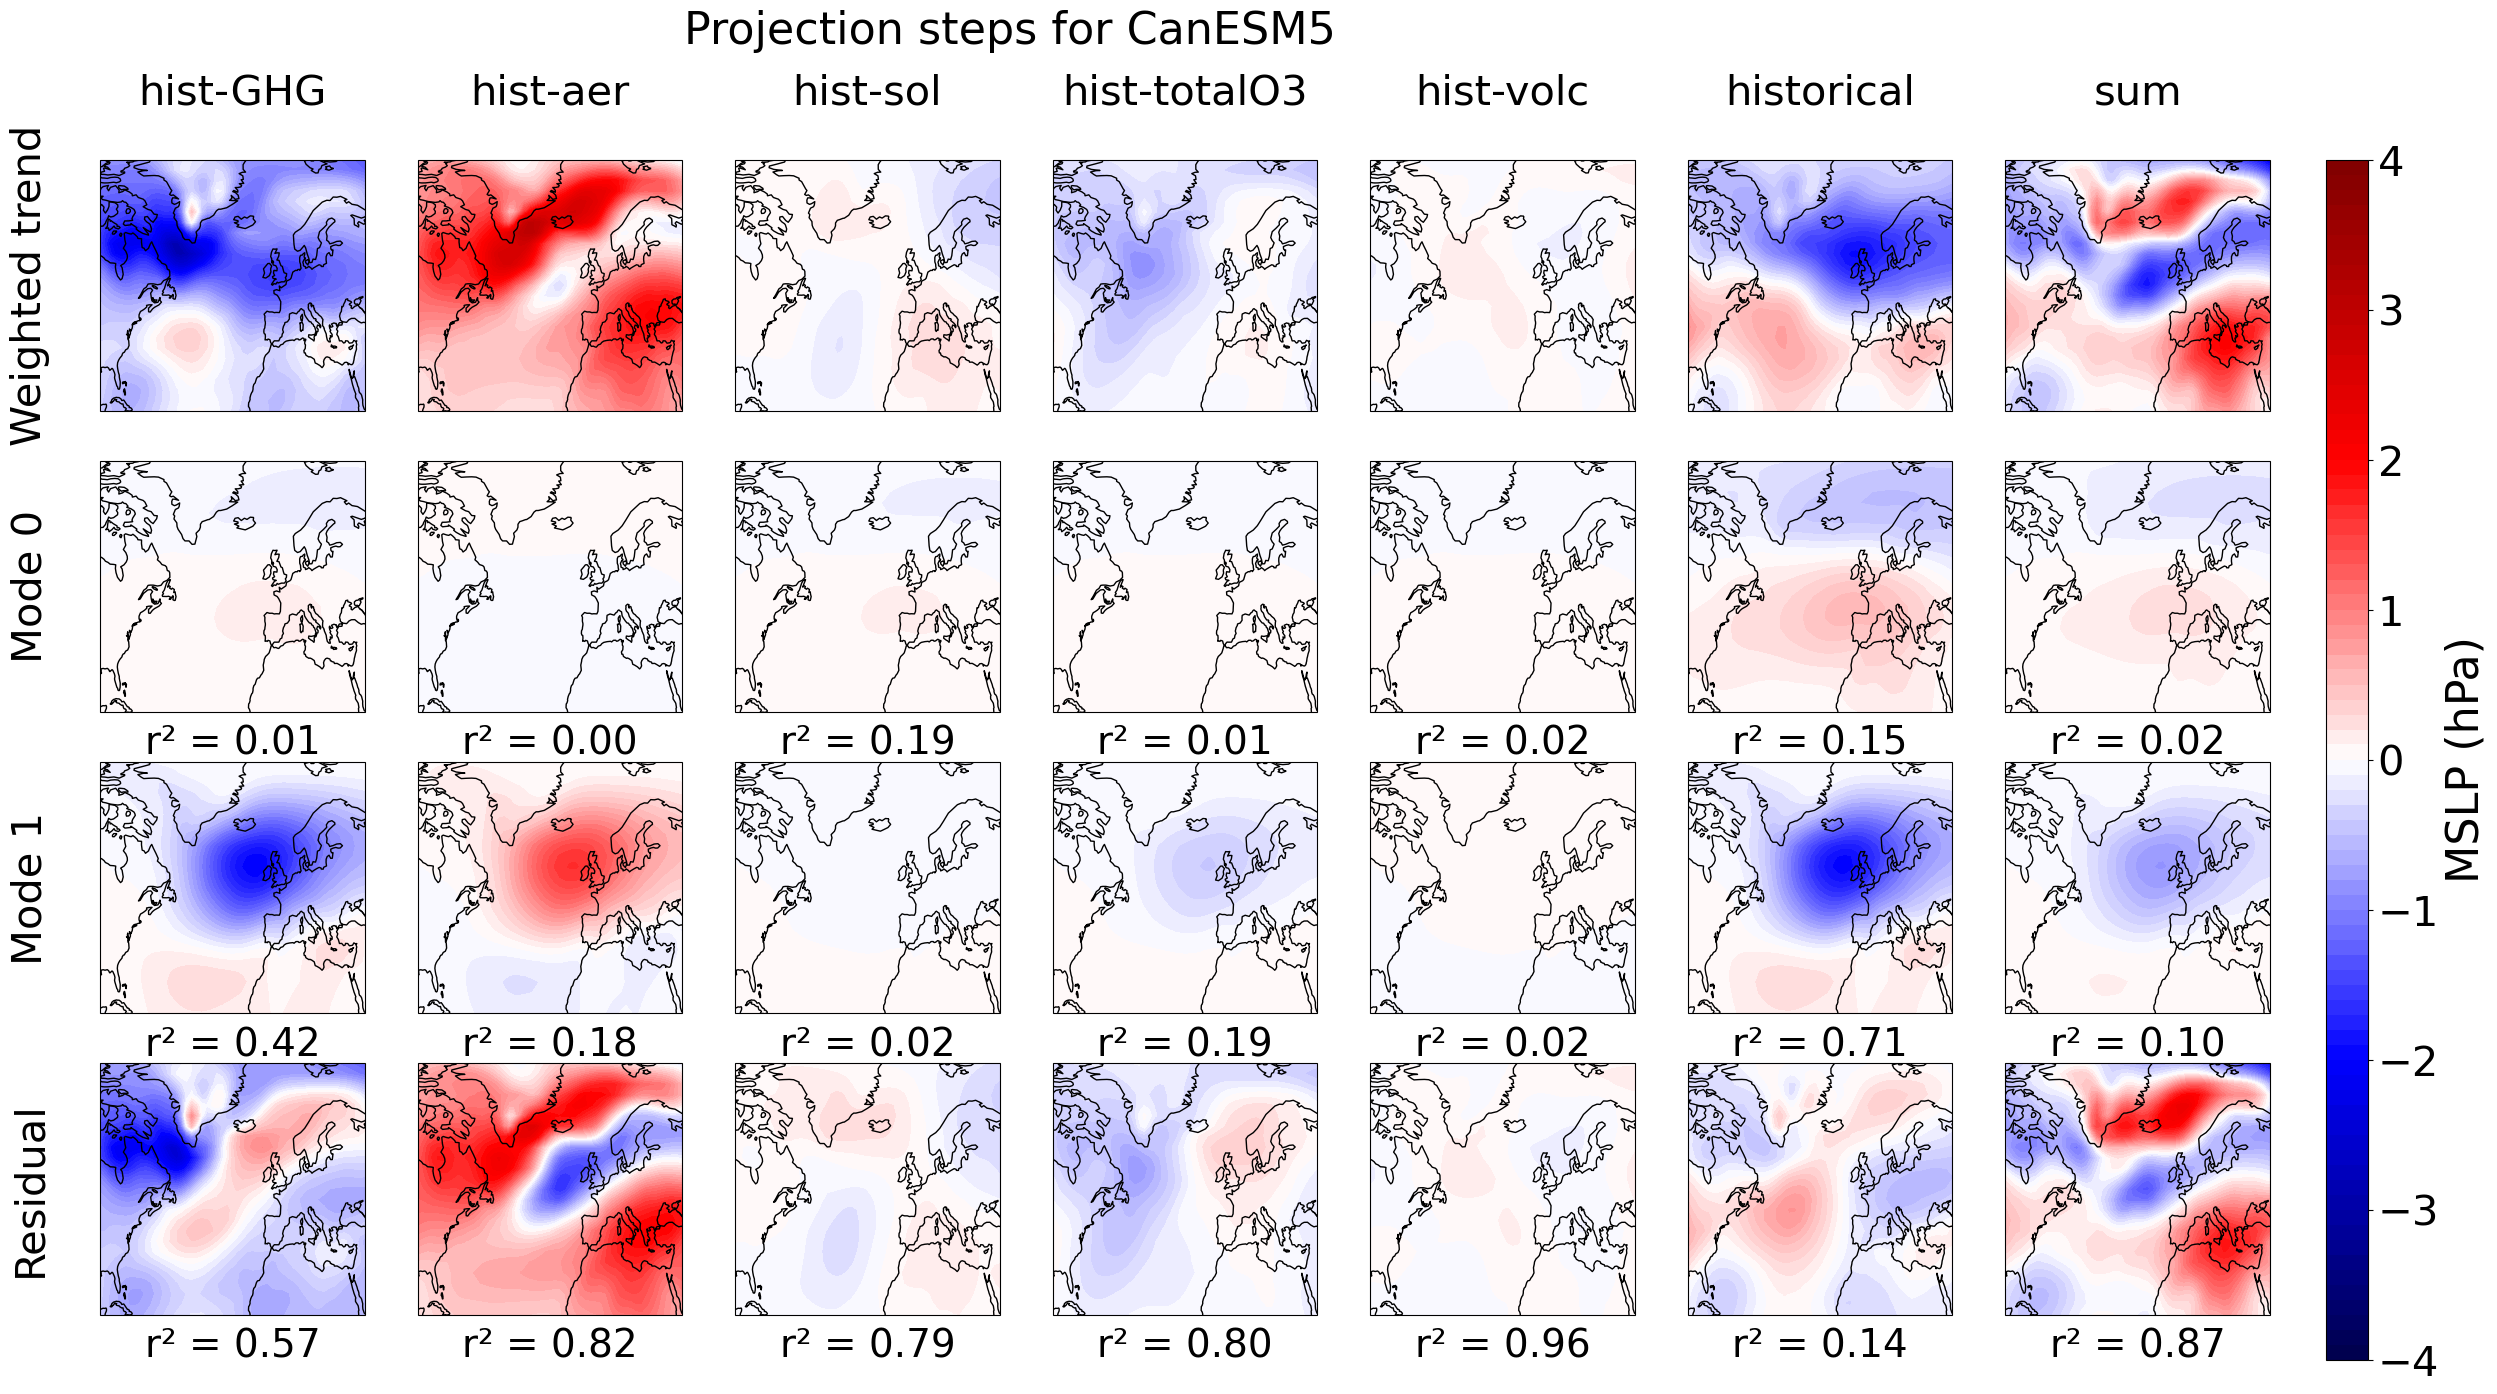 Projection steps for CanESM5
hist-GHG hist-aer hist-sol hist-totalO3 hist-volc historical sum
Weighted trend
Mode 0
r² = 0.01 r² = 0.00 r² = 0.19 r² = 0.01 r² = 0.02 r² = 0.15 r² = 0.02
Mode 1
r² = 0.42 r² = 0.18 r² = 0.02 r² = 0.19 r² = 0.02 r² = 0.71 r² = 0.10
Residual
r² = 0.57 r² = 0.82 r² = 0.79 r² = 0.80 r² = 0.96 r² = 0.14 r² = 0.87
4
3
2
1
0
−1
−2
−3
−4
MSLP (hPa)